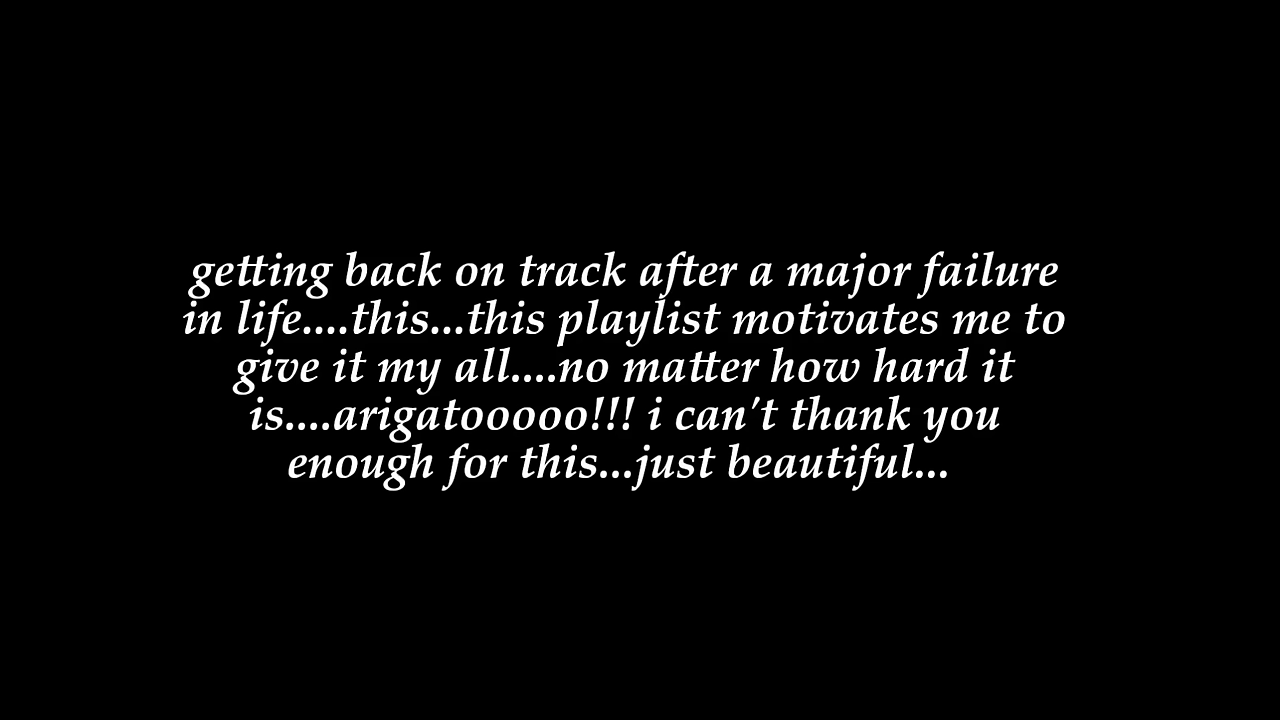 getting back on track after a major failure
in life....this...this playlist motivates me to
give it my all....no matter how hard it
is....arigatooooo!!! i can't thank you
enough for this...just beautiful...